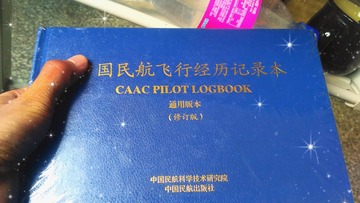 国民航飞行经历记录本
CAAC PILOT LOGBOOK
通用版本
(修订版)
中国民航科学技术研究院
中国民航出版社